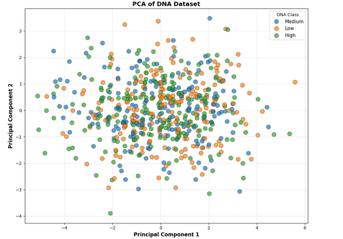 PCA of DNA Dataset
DNA Class
Medium
Low
High
Principal Component 2
3
2
1
0
−1
−2
−3
−4
−4
−2
0
2
4
6
Principal Component 1